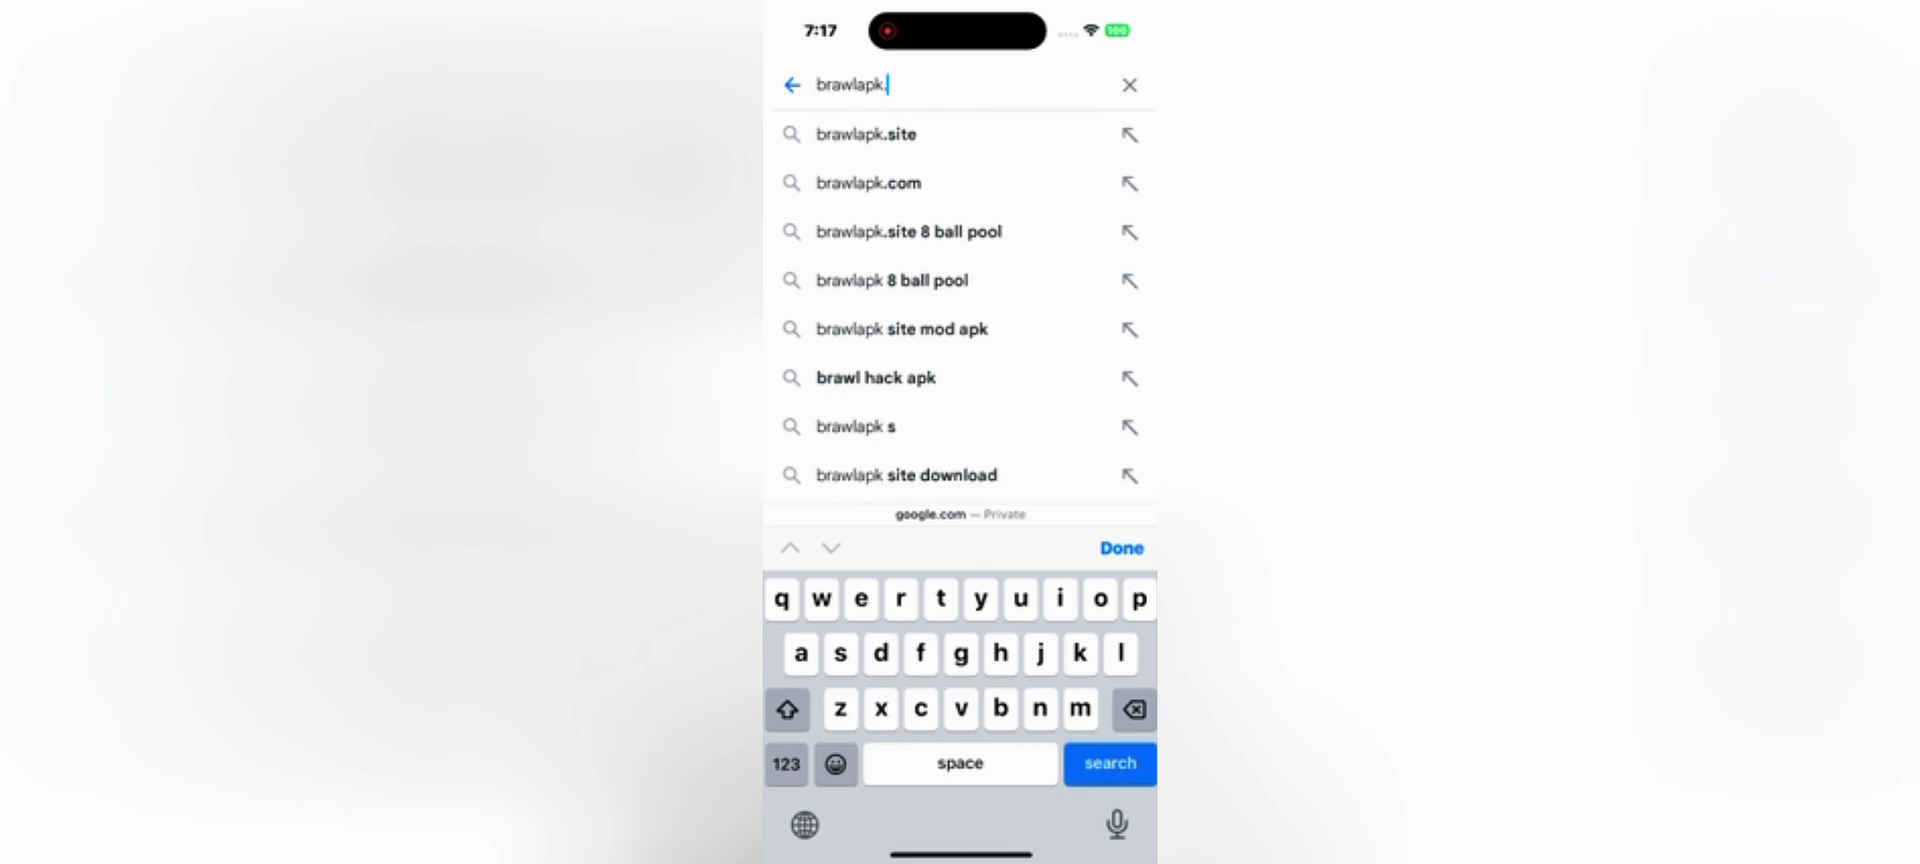 7:17
100
brawlapk.
brawlapk.site
brawlapk.com
brawlapk.site 8 ball pool
brawlapk 8 ball pool
brawlapk site mod apk
brawl hack apk
brawlapk s
brawlapk site download
google.com — Private
Done
q w e r t y u i o p
a s d f g h j k l
z x c v b n m
123 space search